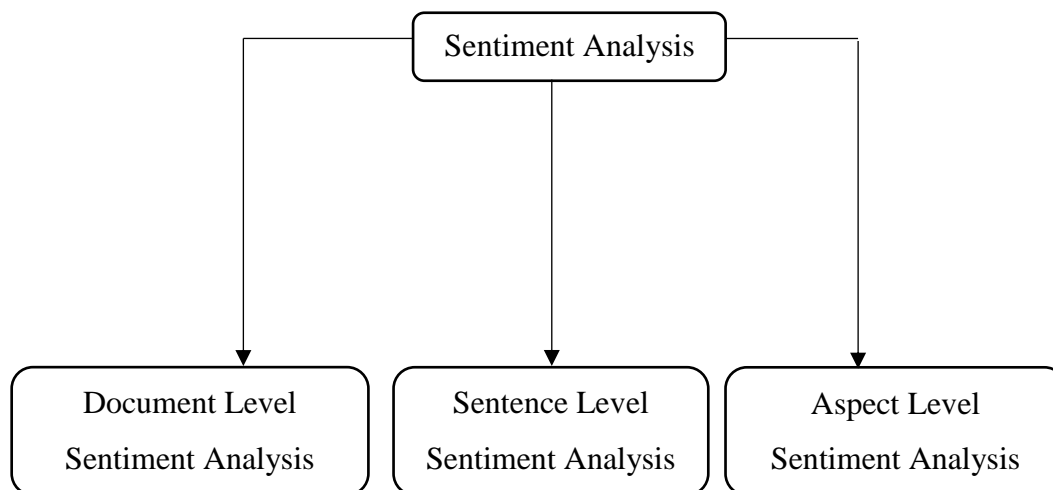 Sentiment Analysis
Document Level
Sentiment Analysis
Sentence Level
Sentiment Analysis
Aspect Level
Sentiment Analysis